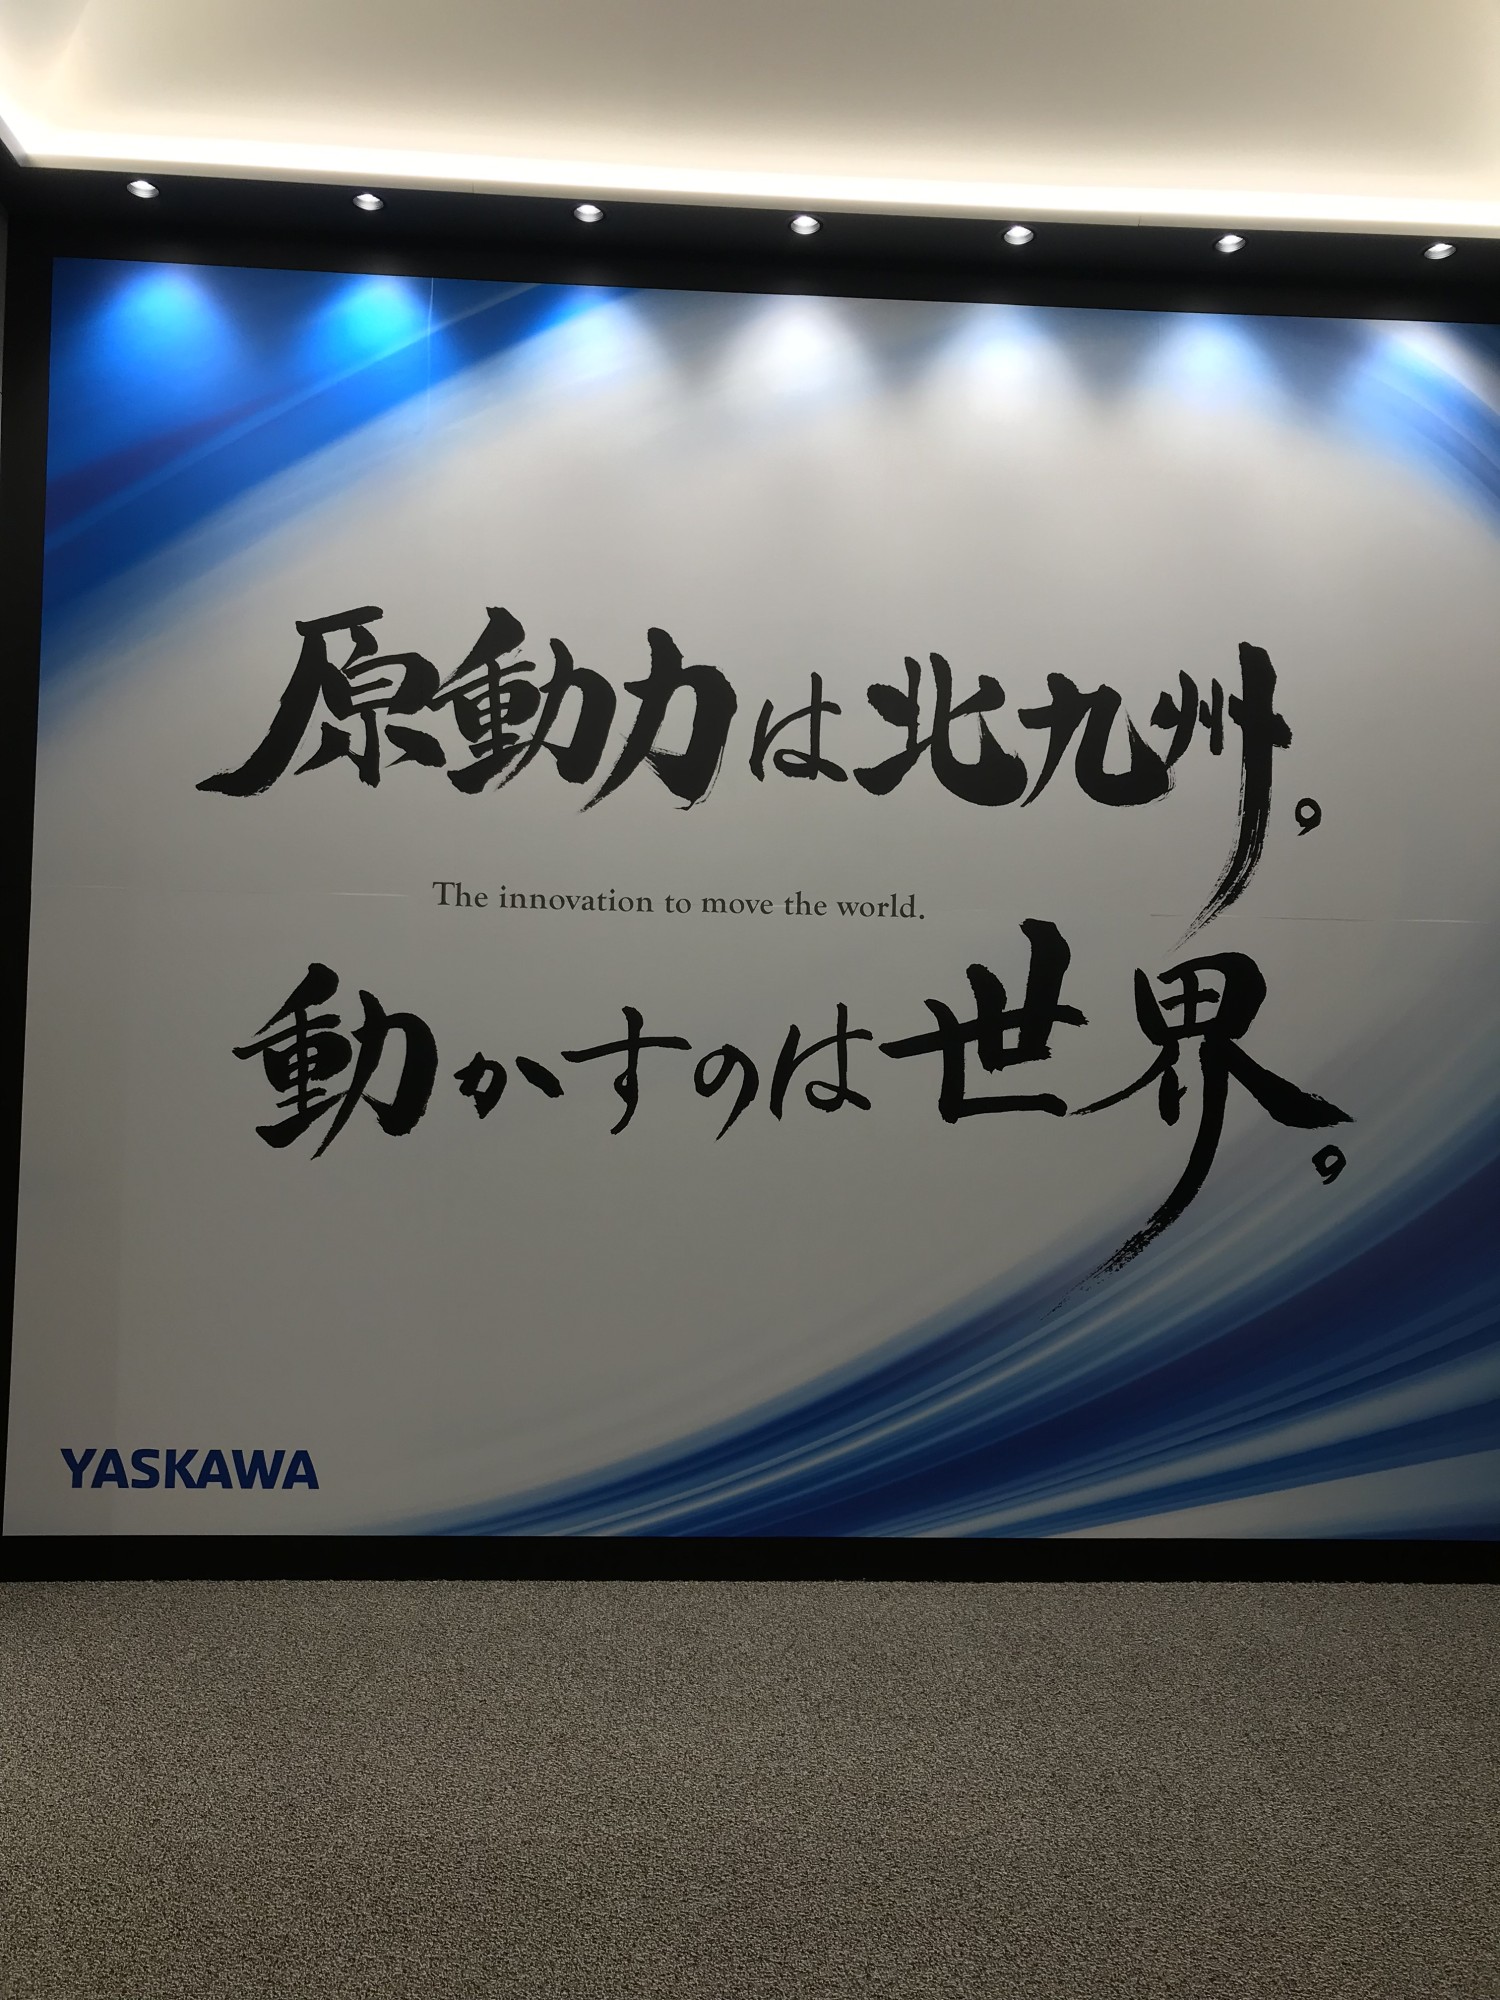 原動力は北九州。
The innovation to move the world.
動かすのは世界。
YASKAWA